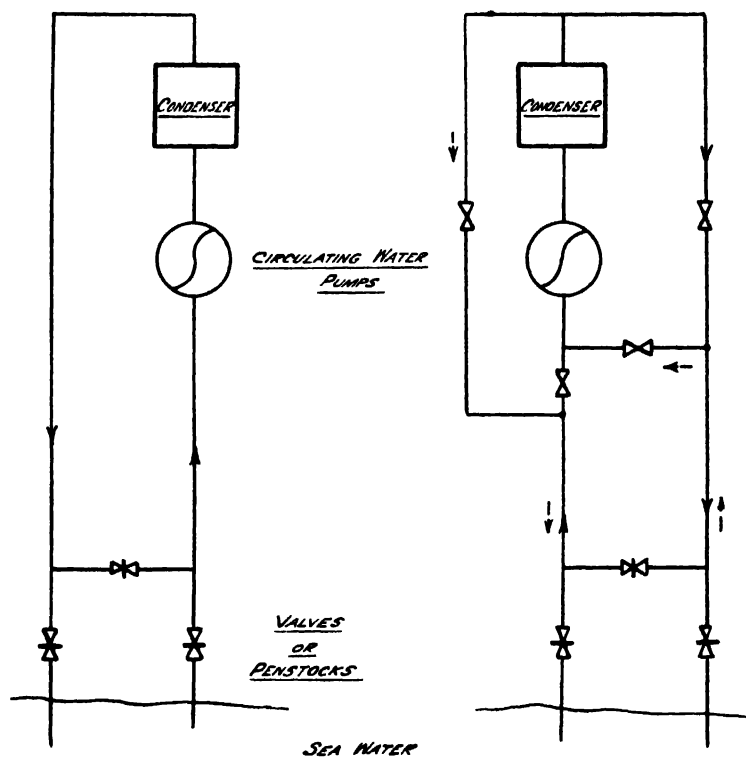 CONDENSER
CONDENSER
CIRCULATING WATER
PUMPS
VALVES
OR
PENSTOCKS
SEA WATER